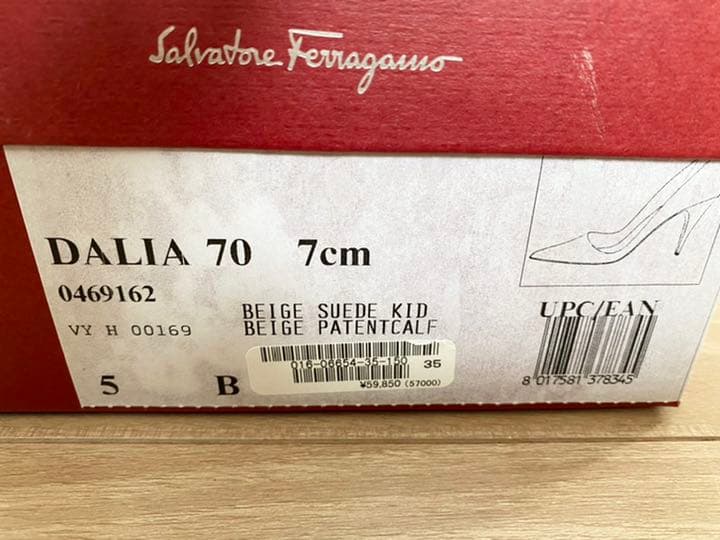 Salvatore Ferragamo
DALIA 70 7cm
0469162
VY H 00169
BEIGE SUEDE KID
BEIGE PATENTCALF
UPC/EAN
016-06654-35-150 35
¥59,850 (57000)
8 017581 378345
5 B